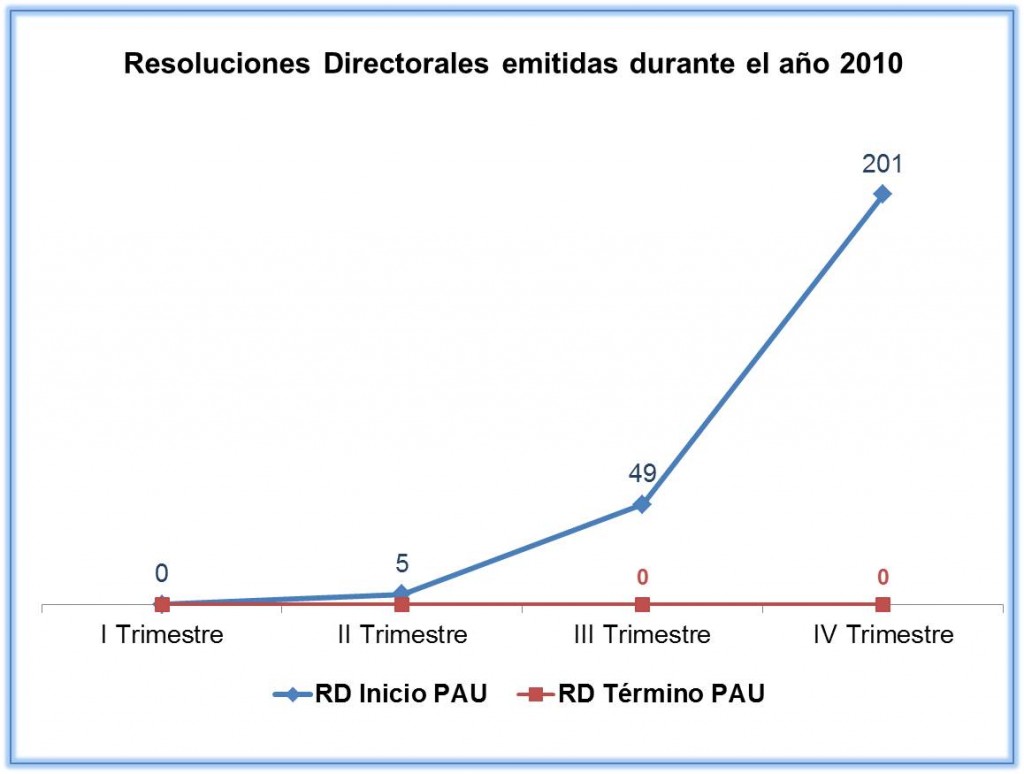 Resoluciones Directorales emitidas durante el año 2010
201
49
5
0
0
0
I Trimestre
II Trimestre
III Trimestre
IV Trimestre
RD Inicio PAU
RD Término PAU